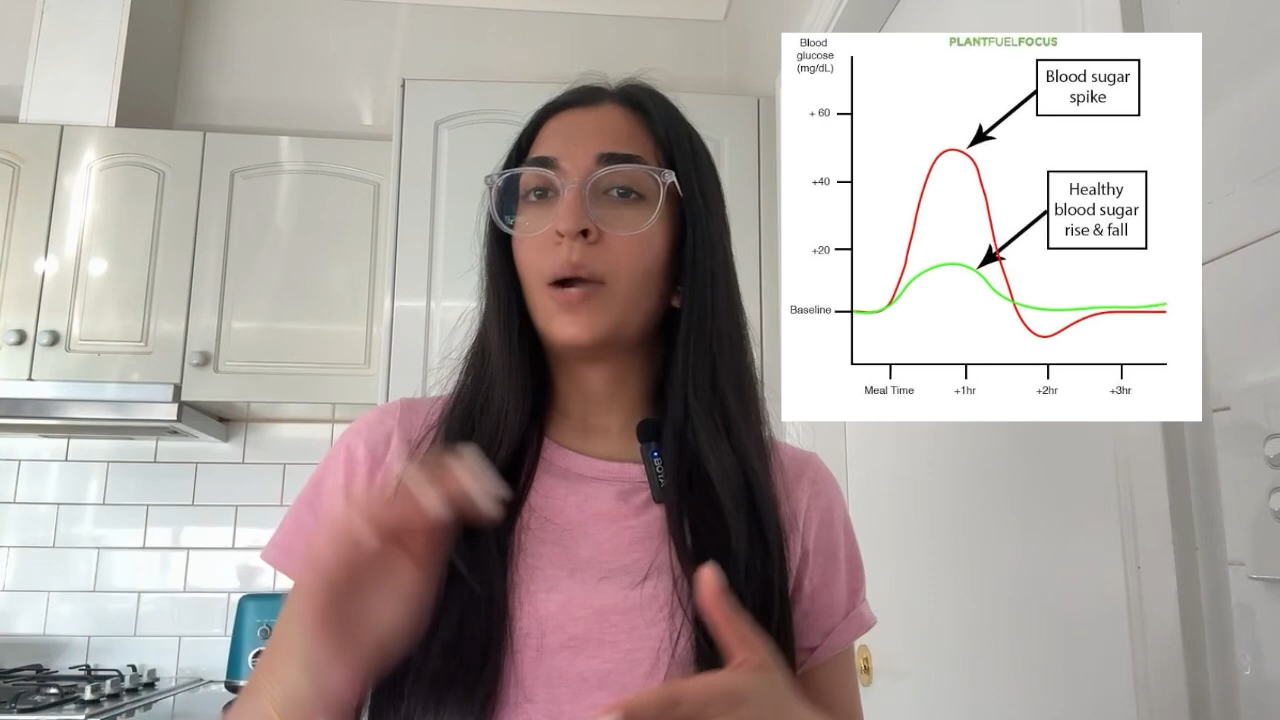 Blood
glucose
(mg/dL)
PLANTFUELFOCUS
Blood sugar
spike
+ 60
+40
Healthy
blood sugar
rise & fall
+20
Baseline
Meal Time
+1hr
+2hr
+3hr
BOYA